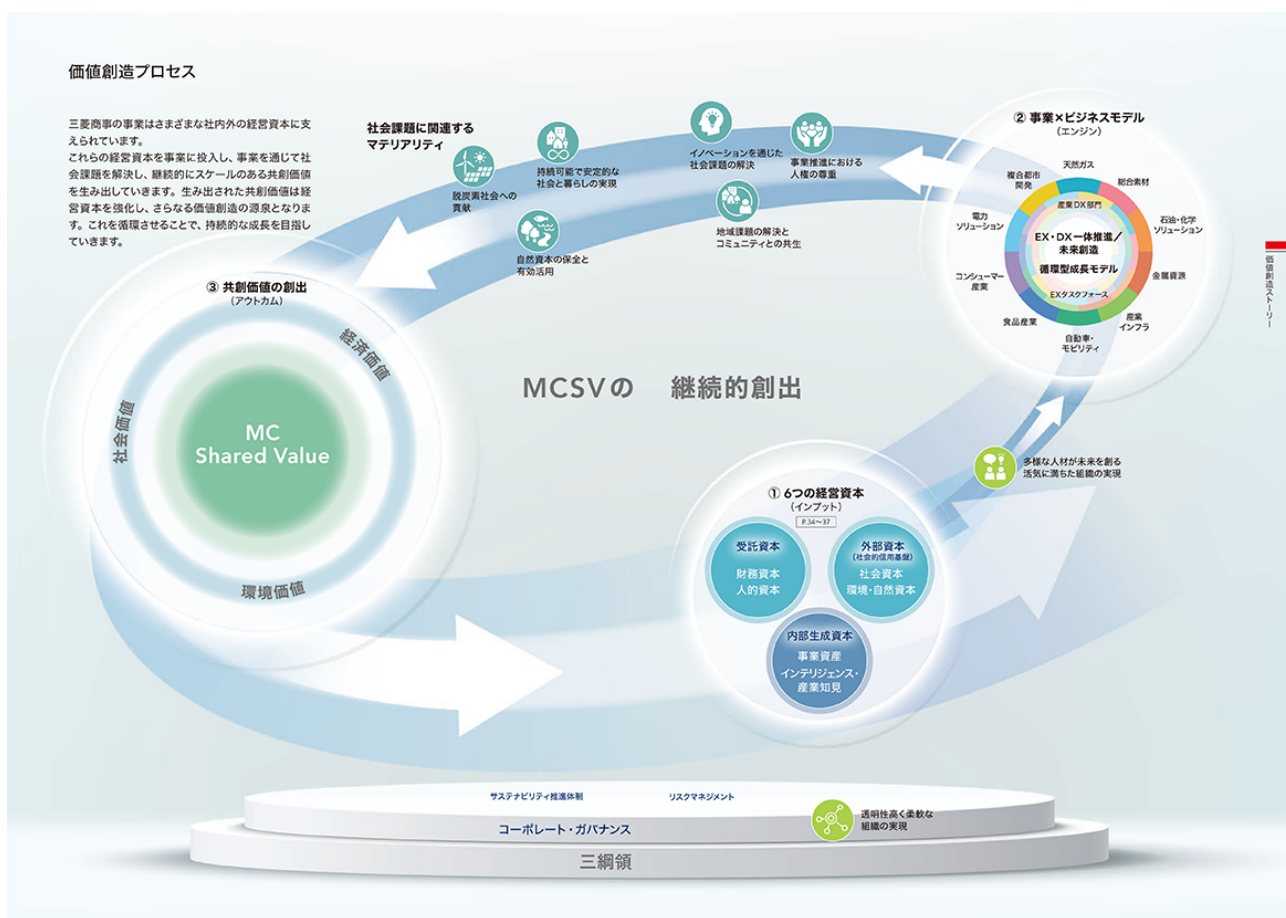 価値創造プロセス
三菱商事の事業はさまざまな社内外の経営資本に支
えられています。
これらの経営資本を事業に投入し、事業を通じて社
会課題を解決し、継続的にスケールのある共創価値
を生み出していきます。生み出された共創価値は経
営資本を強化し、さらなる価値創造の源泉となりま
す。これを循環させることで、持続的な成長を目指し
ていきます。
社会課題に関連する
マテリアリティ
脱炭素社会への
貢献
持続可能で安定的な
社会と暮らしの実現
自然資本の保全と
有効活用
イノベーションを通じた
社会課題の解決
事業推進における
人権の尊重
地域課題の解決と
コミュニティとの共生
② 事業×ビジネスモデル
(エンジン)
天然ガス
総合素材
石油・化学
ソリューション
金属資源
産業
インフラ
自動車・
モビリティ
食品産業
コンシューマー
産業
電力
ソリューション
複合都市
開発
産業DX部門
EX・DX一体推進/
未来創造
循環型成長モデル
EXタスクフォース
価値創造ストーリー
③ 共創価値の創出
(アウトカム)
経済価値
社会価値
環境価値
MC
Shared Value
MCSVの 継続的創出
多様な人材が未来を創る
活気に満ちた組織の実現
① 6つの経営資本
(インプット)
P.34〜37
受託資本
財務資本
人的資本
外部資本
(社会的信用基盤)
社会資本
環境・自然資本
内部生成資本
事業資産
インテリジェンス・
産業知見
サステナビリティ推進体制
リスクマネジメント
コーポレート・ガバナンス
透明性高く柔軟な
組織の実現
三綱領